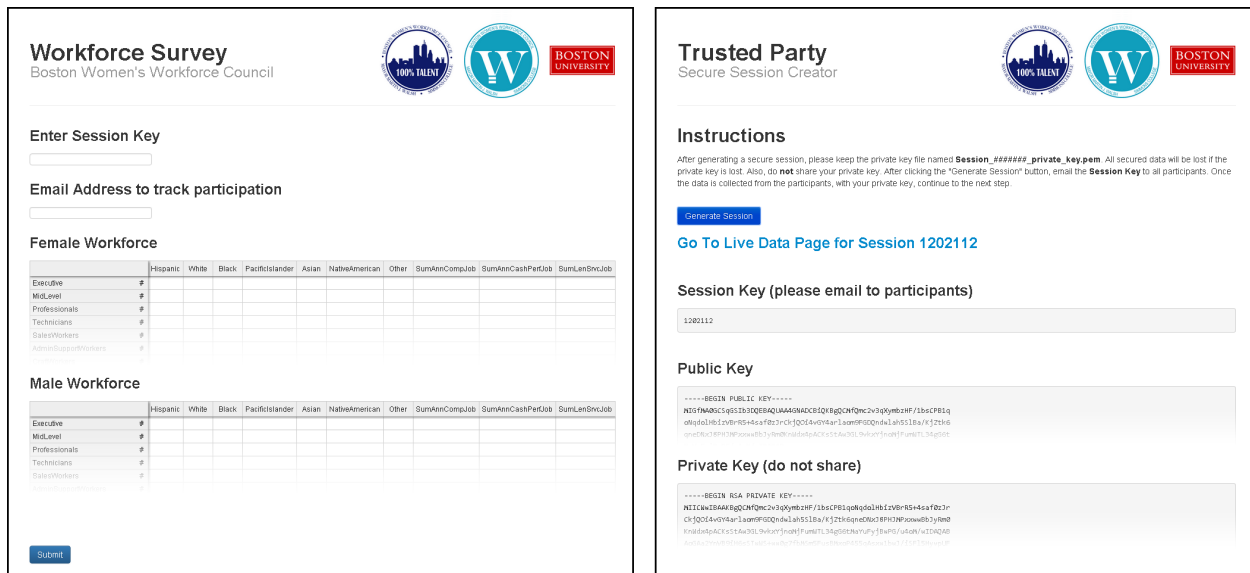 Workforce Survey
Boston Women's Workforce Council
100% TALENT
W
BOSTON
UNIVERSITY
Enter Session Key
Email Address to track participation
Female Workforce
Hispanic White Black PacificIslander Asian NativeAmerican Other SumAnnCompJob SumAnnCashPerfJob SumLenSrvcJob
Executive #
MidLevel #
Professionals #
Technicians #
SalesWorkers #
AdminSupportWorkers #
Male Workforce
Hispanic White Black PacificIslander Asian NativeAmerican Other SumAnnCompJob SumAnnCashPerfJob SumLenSrvcJob
Executive #
MidLevel #
Professionals #
Technicians #
SalesWorkers #
Submit
Trusted Party
Secure Session Creator
100% TALENT
W
BOSTON
UNIVERSITY
Instructions
After generating a secure session, please keep the private key file named Session_#######_private_key.pem. All secured data will be lost if the
private key is lost. Also, do not share your private key. After clicking the "Generate Session" button, email the Session Key to all participants. Once
the data is collected from the participants, with your private key, continue to the next step.
Generate Session
Go To Live Data Page for Session 1202112
Session Key (please email to participants)
1202112
Public Key
-----BEGIN PUBLIC KEY-----
Private Key (do not share)
-----BEGIN RSA PRIVATE KEY-----